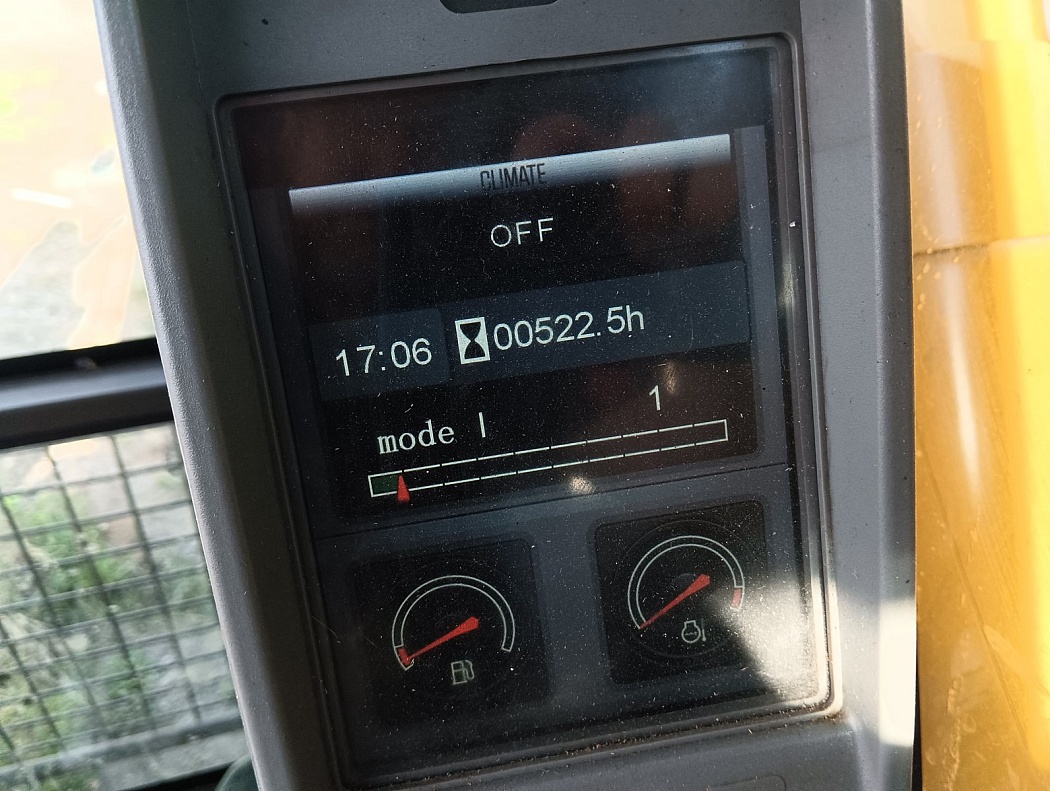 CLIMATE
OFF
17:06 00522.5h
mode I 1